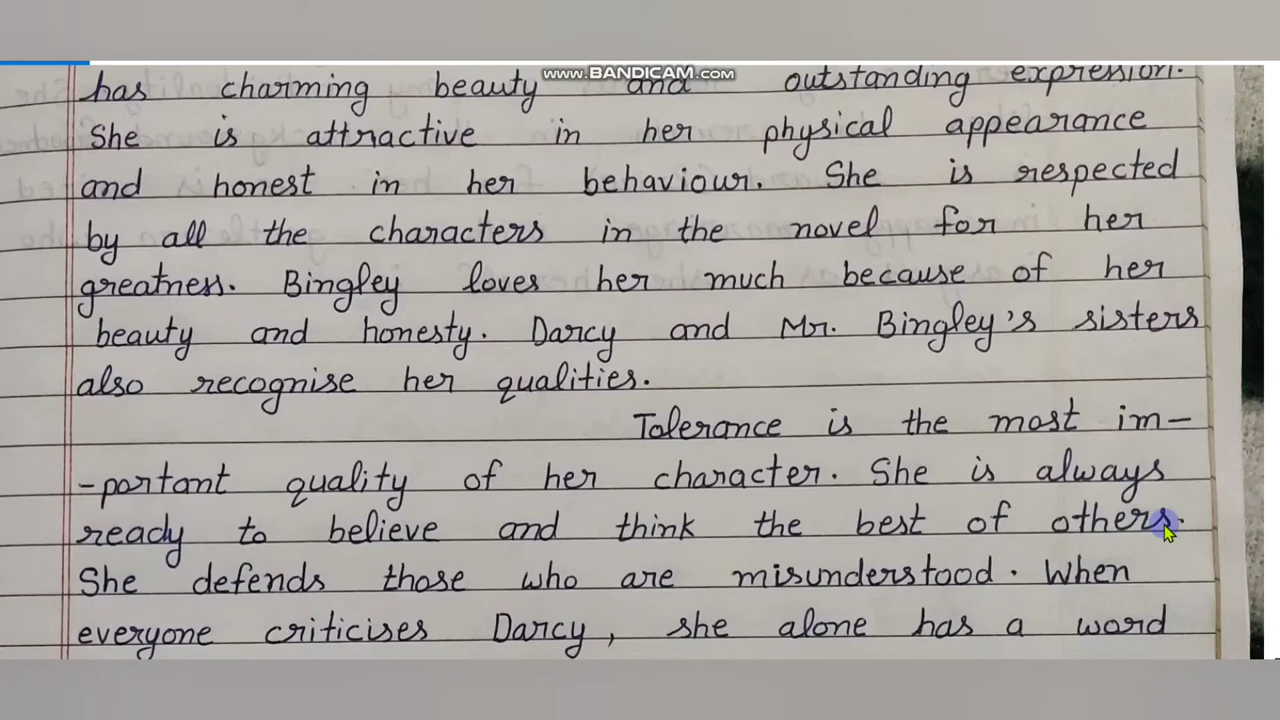 www.BANDICAM.com
has charming beauty and outstanding expression.
She is attractive in her physical appearance
and honest in her behaviour. She is respected
by all the characters in the novel for her
greatness. Bingley loves her much because of her
beauty and honesty. Darcy and Mr. Bingley's sisters
also recognise her qualities.
Tolerance is the most im-
-portant quality of her character. She is always
ready to believe and think the best of others.
She defends those who are misunderstood. When
everyone criticises Darcy, she alone has a word